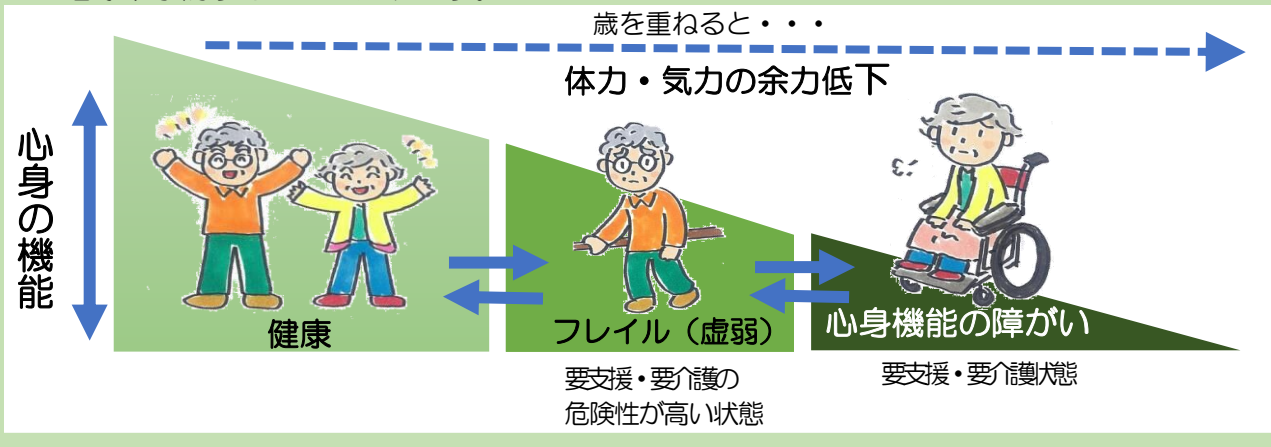 歳を重ねると・・・
体力・気力の余力低下
心身の機能
健康
フレイル（虚弱）
心身機能の障がい
要支援・要介護の
危険性が高い状態
要支援・要介護状態